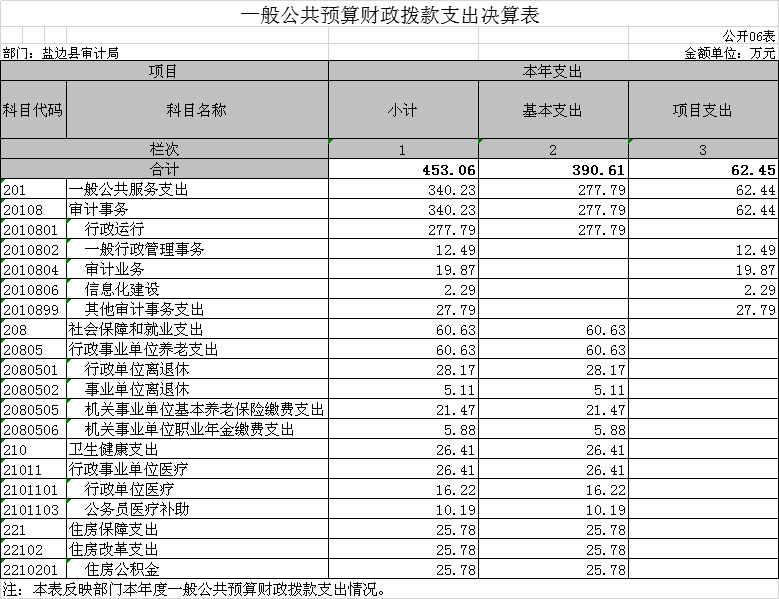 一般公共预算财政拨款支出决算表
公开06表
部门：盐边县审计局 金额单位：万元
项目 本年支出
科目代码 科目名称 小计 基本支出 项目支出
栏次 1 2 3
合计 453.06 390.61 62.45
201 一般公共服务支出 340.23 277.79 62.44
20108 审计事务 340.23 277.79 62.44
2010801 行政运行 277.79 277.79
2010802 一般行政管理事务 12.49 12.49
2010804 审计业务 19.87 19.87
2010806 信息化建设 2.29 2.29
2010899 其他审计事务支出 27.79 27.79
208 社会保障和就业支出 60.63 60.63
20805 行政事业单位养老支出 60.63 60.63
2080501 行政单位离退休 28.17 28.17
2080502 事业单位离退休 5.11 5.11
2080505 机关事业单位基本养老保险缴费支出 21.47 21.47
2080506 机关事业单位职业年金缴费支出 5.88 5.88
210 卫生健康支出 26.41 26.41
21011 行政事业单位医疗 26.41 26.41
2101101 行政单位医疗 16.22 16.22
2101103 公务员医疗补助 10.19 10.19
221 住房保障支出 25.78 25.78
22102 住房改革支出 25.78 25.78
2210201 住房公积金 25.78 25.78
注：本表反映部门本年度一般公共预算财政拨款支出情况。